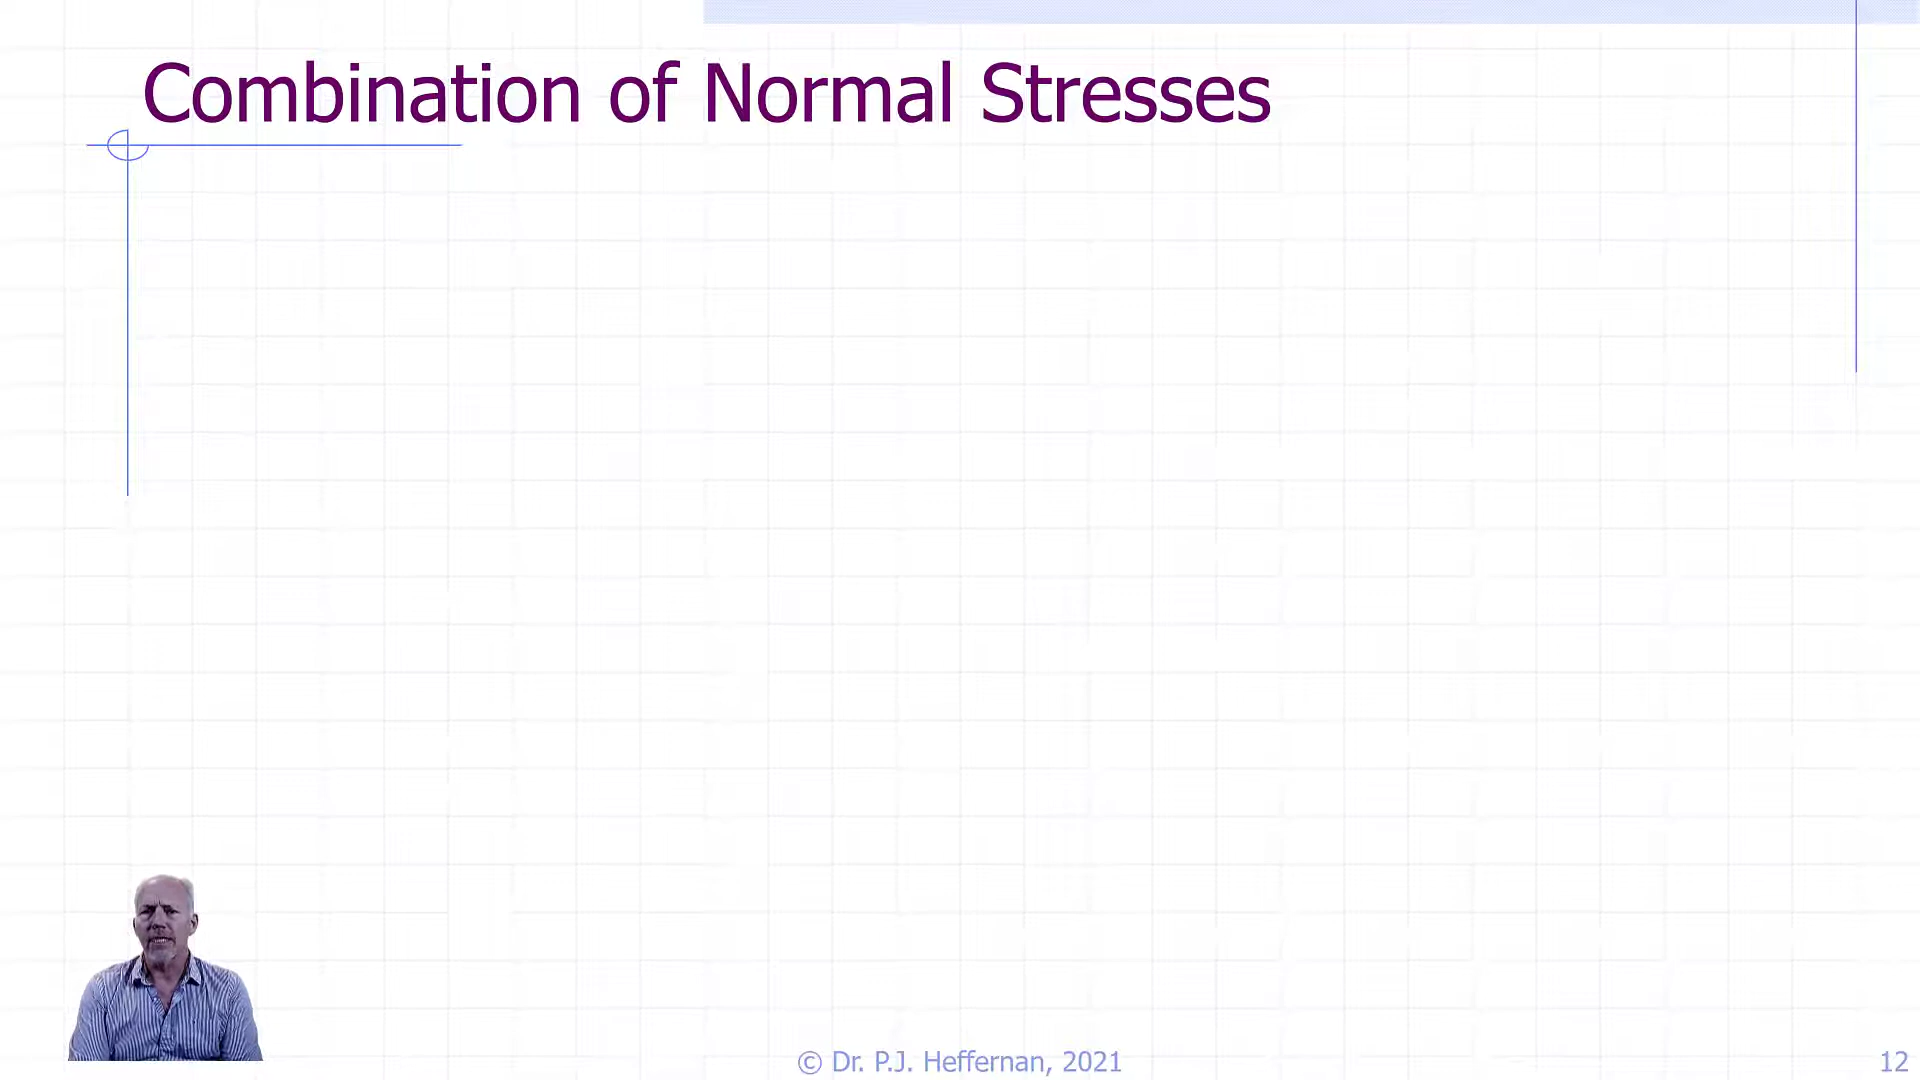 Combination of Normal Stresses
© Dr. P.J. Heffernan, 2021
12